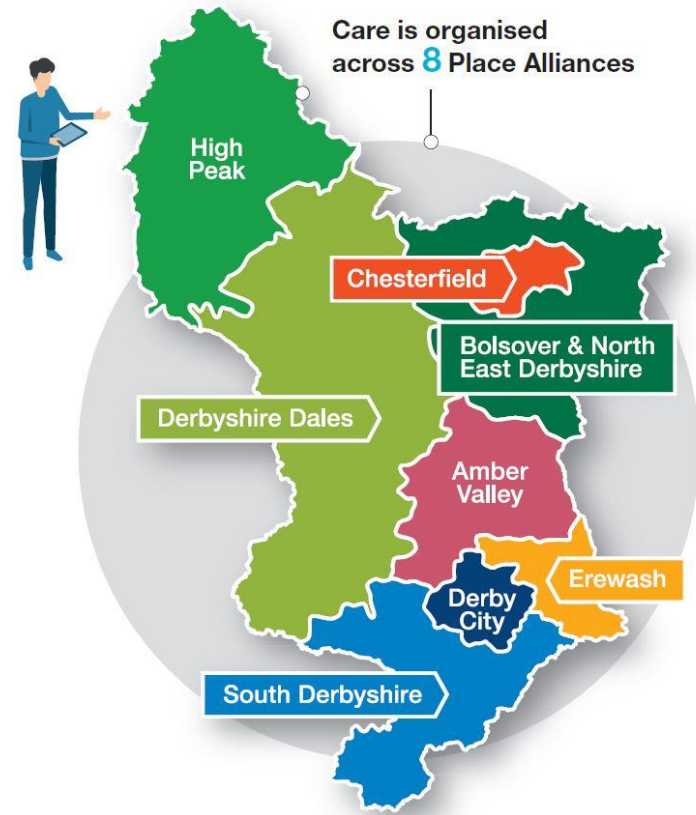 Care is organised
across 8 Place Alliances
High
Peak
Chesterfield
Bolsover & North
East Derbyshire
Derbyshire Dales
Amber
Valley
Erewash
Derby
City
South Derbyshire